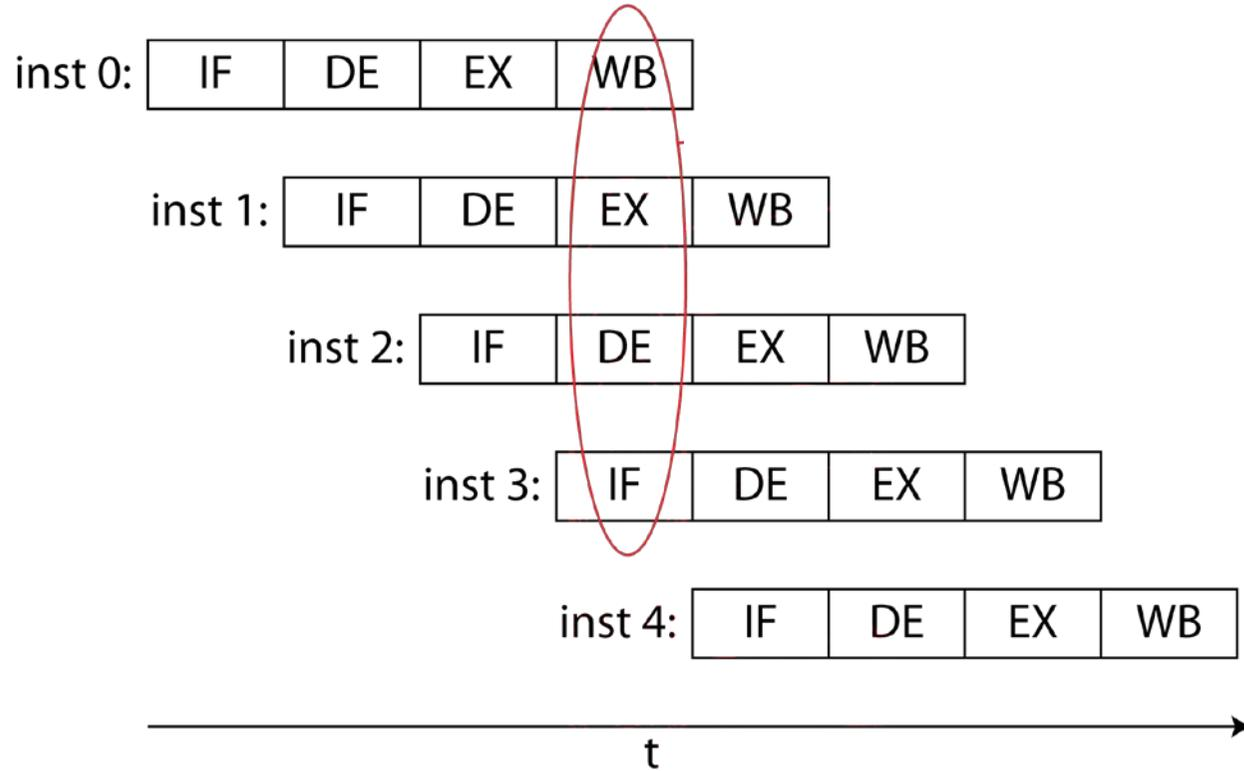 inst 0: IF DE EX WB
inst 1: IF DE EX WB
inst 2: IF DE EX WB
inst 3: IF DE EX WB
inst 4: IF DE EX WB
t